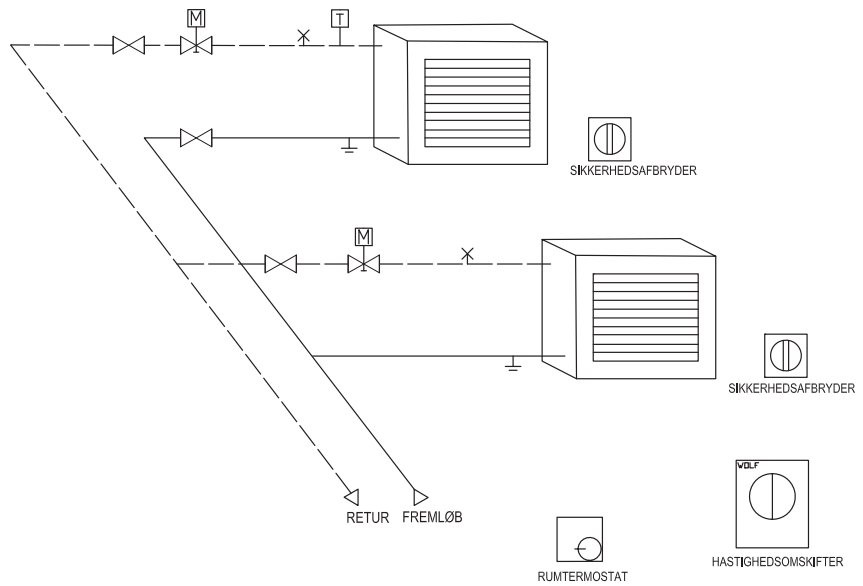 M
T
SIKKERHEDSAFBRYDER
M
SIKKERHEDSAFBRYDER
WOLF
RETUR FREMLØB
HASTIGHEDSOMSKIFTER
RUMTERMOSTAT